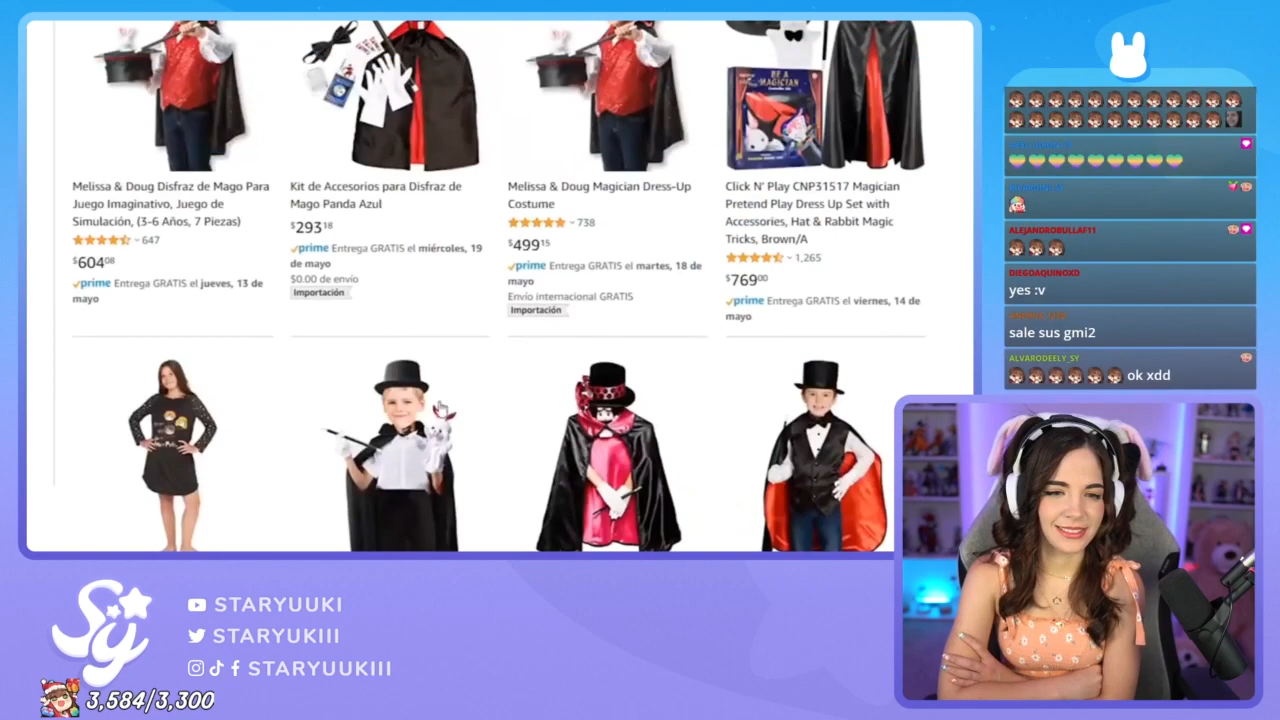 BE A
MAGICIAN
Melissa & Doug Disfraz de Mago Para
Juego Imaginativo, Juego de
Simulación, (3-6 Años, 7 Piezas)
647
$604⁰⁸
prime Entrega GRATIS el jueves, 13 de
mayo
Kit de Accesorios para Disfraz de
Mago Panda Azul
$293¹⁸
prime Entrega GRATIS el miércoles, 19
de mayo
$0.00 de envío
Importación
Melissa & Doug Magician Dress-Up
Costume
738
$499¹⁵
prime Entrega GRATIS el martes, 18 de
mayo
Envío internacional GRATIS
Importación
Click N' Play CNP31517 Magician
Pretend Play Dress Up Set with
Accessories, Hat & Rabbit Magic
Tricks, Brown/A
1,265
$769⁰⁰
prime Entrega GRATIS el viernes, 14 de
mayo
ALEJANDROBULLAF11
DIEGOAQUINOXD
yes :v
sale sus gmi2
ALVARODEELY_SY
ok xdd
Sy
STARYUUKI
STARYUKIII
STARYUUKIII
3,584/3,300